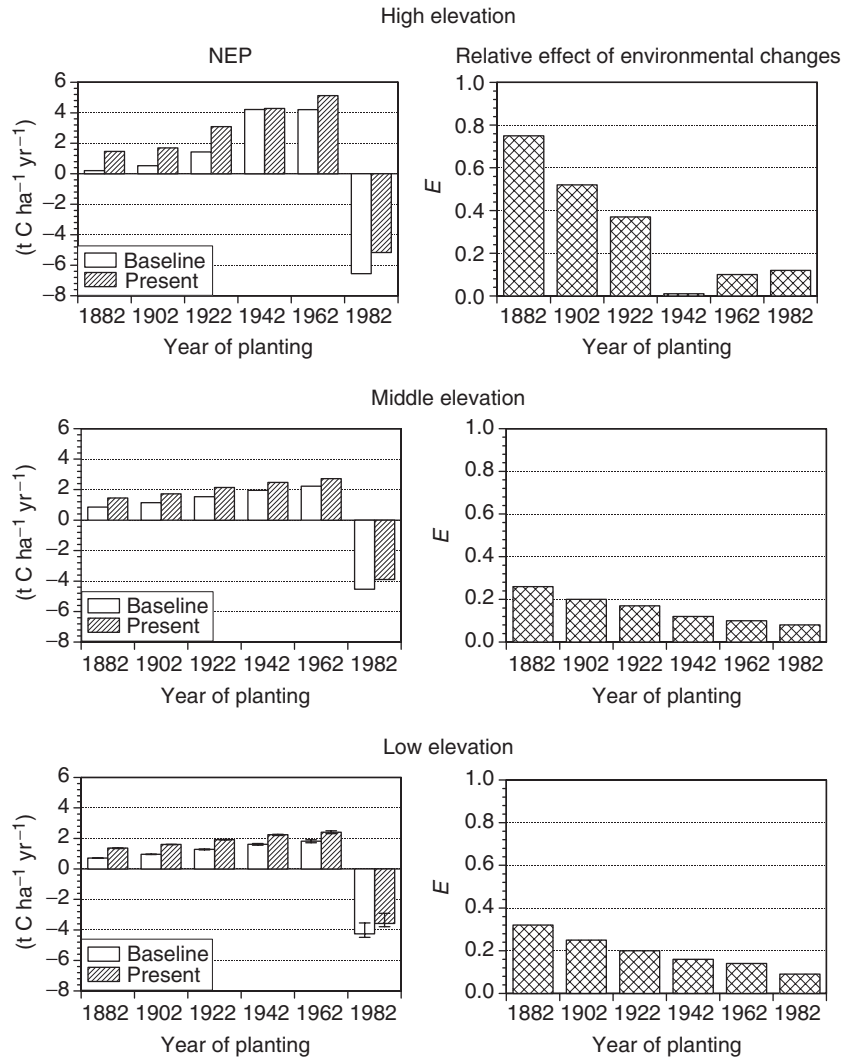 High elevation
NEP
(t C ha⁻¹ yr⁻¹)
6
4
2
0
−2
−4
−6
−8
Baseline
Present
1882 1902 1922 1942 1962 1982
Year of planting
Relative effect of environmental changes
E
1.0
0.8
0.6
0.4
0.2
0.0
1882 1902 1922 1942 1962 1982
Year of planting
Middle elevation
(t C ha⁻¹ yr⁻¹)
6
4
2
0
−2
−4
−6
−8
Baseline
Present
1882 1902 1922 1942 1962 1982
Year of planting
E
1.0
0.8
0.6
0.4
0.2
0.0
1882 1902 1922 1942 1962 1982
Year of planting
Low elevation
(t C ha⁻¹ yr⁻¹)
6
4
2
0
−2
−4
−6
−8
Baseline
Present
1882 1902 1922 1942 1962 1982
Year of planting
E
1.0
0.8
0.6
0.4
0.2
0.0
1882 1902 1922 1942 1962 1982
Year of planting